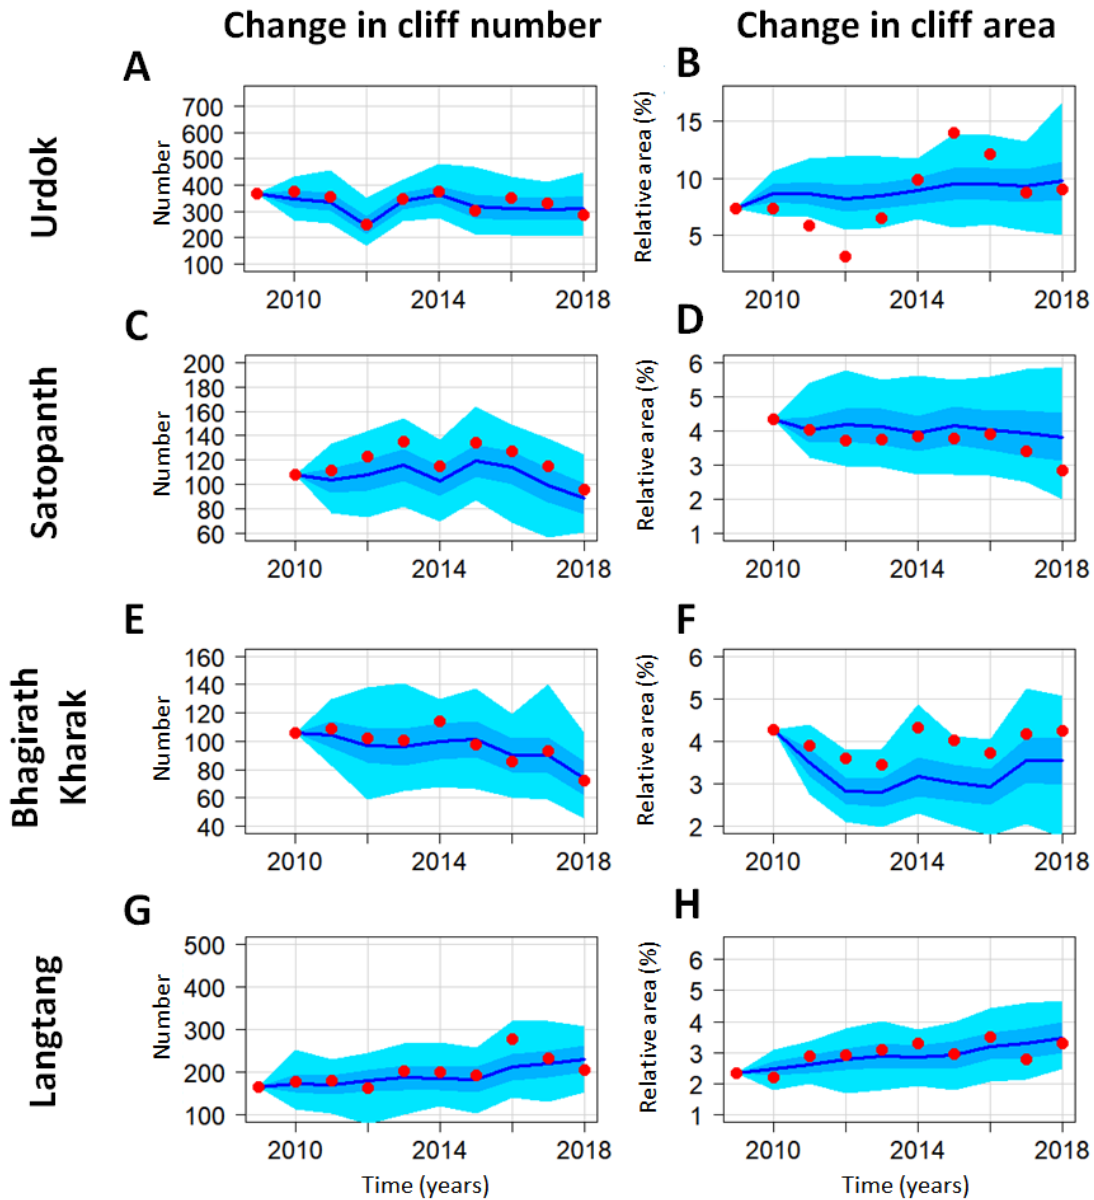 Change in cliff number
Change in cliff area
A
B
Urdok
Number
700
600
500
400
300
200
100
2010
2014
2018
Relative area (%)
15
10
5
2010
2014
2018
C
D
Satopanth
Number
200
180
160
140
120
100
80
60
2010
2014
2018
Relative area (%)
6
5
4
3
2
1
2010
2014
2018
E
F
Bhagirath
Kharak
Number
160
140
120
100
80
60
40
2010
2014
2018
Relative area (%)
6
5
4
3
2
2010
2014
2018
G
H
Langtang
Number
500
400
300
200
100
2010
2014
2018
Time (years)
Relative area (%)
6
5
4
3
2
1
2010
2014
2018
Time (years)